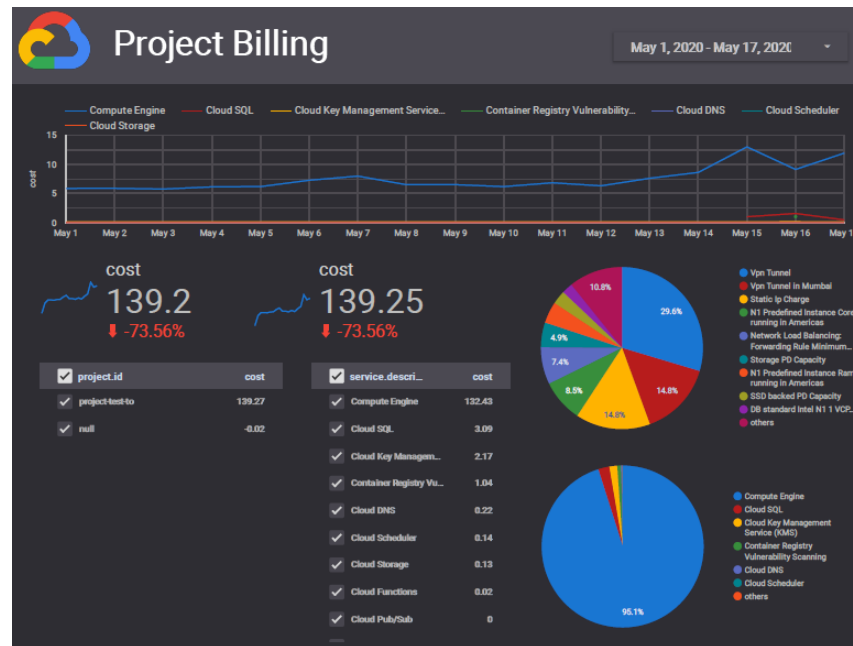 Project Billing
May 1, 2020 - May 17, 2020
Compute Engine
Cloud SQL
Cloud Key Management Service...
Container Registry Vulnerability...
Cloud DNS
Cloud Scheduler
Cloud Storage
15
10
5
0
cost
May 1
May 2
May 3
May 4
May 5
May 6
May 7
May 8
May 9
May 10
May 11
May 12
May 13
May 14
May 15
May 16
May 1
cost
139.2
-73.56%
cost
139.25
-73.56%
project.id cost
project-test-to 139.27
null -0.02
service.descri... cost
Compute Engine 132.43
Cloud SQL 3.09
Cloud Key Managem... 2.17
Container Registry Vu... 1.04
Cloud DNS 0.22
Cloud Scheduler 0.14
Cloud Storage 0.13
Cloud Functions 0.02
Cloud Pub/Sub 0
10.8%
29.6%
4.9%
7.4%
8.5%
14.8%
14.8%
Vpn Tunnel
Vpn Tunnel in Mumbai
Static Ip Charge
N1 Predefined Instance Core
running in Americas
Network Load Balancing:
Forwarding Rule Minimum...
Storage PD Capacity
N1 Predefined Instance Ram
running in Americas
SSD backed PD Capacity
DB standard Intel N1 1 VCP..
others
95.1%
Compute Engine
Cloud SQL
Cloud Key Management
Service (KMS)
Container Registry
Vulnerability Scanning
Cloud DNS
Cloud Scheduler
others